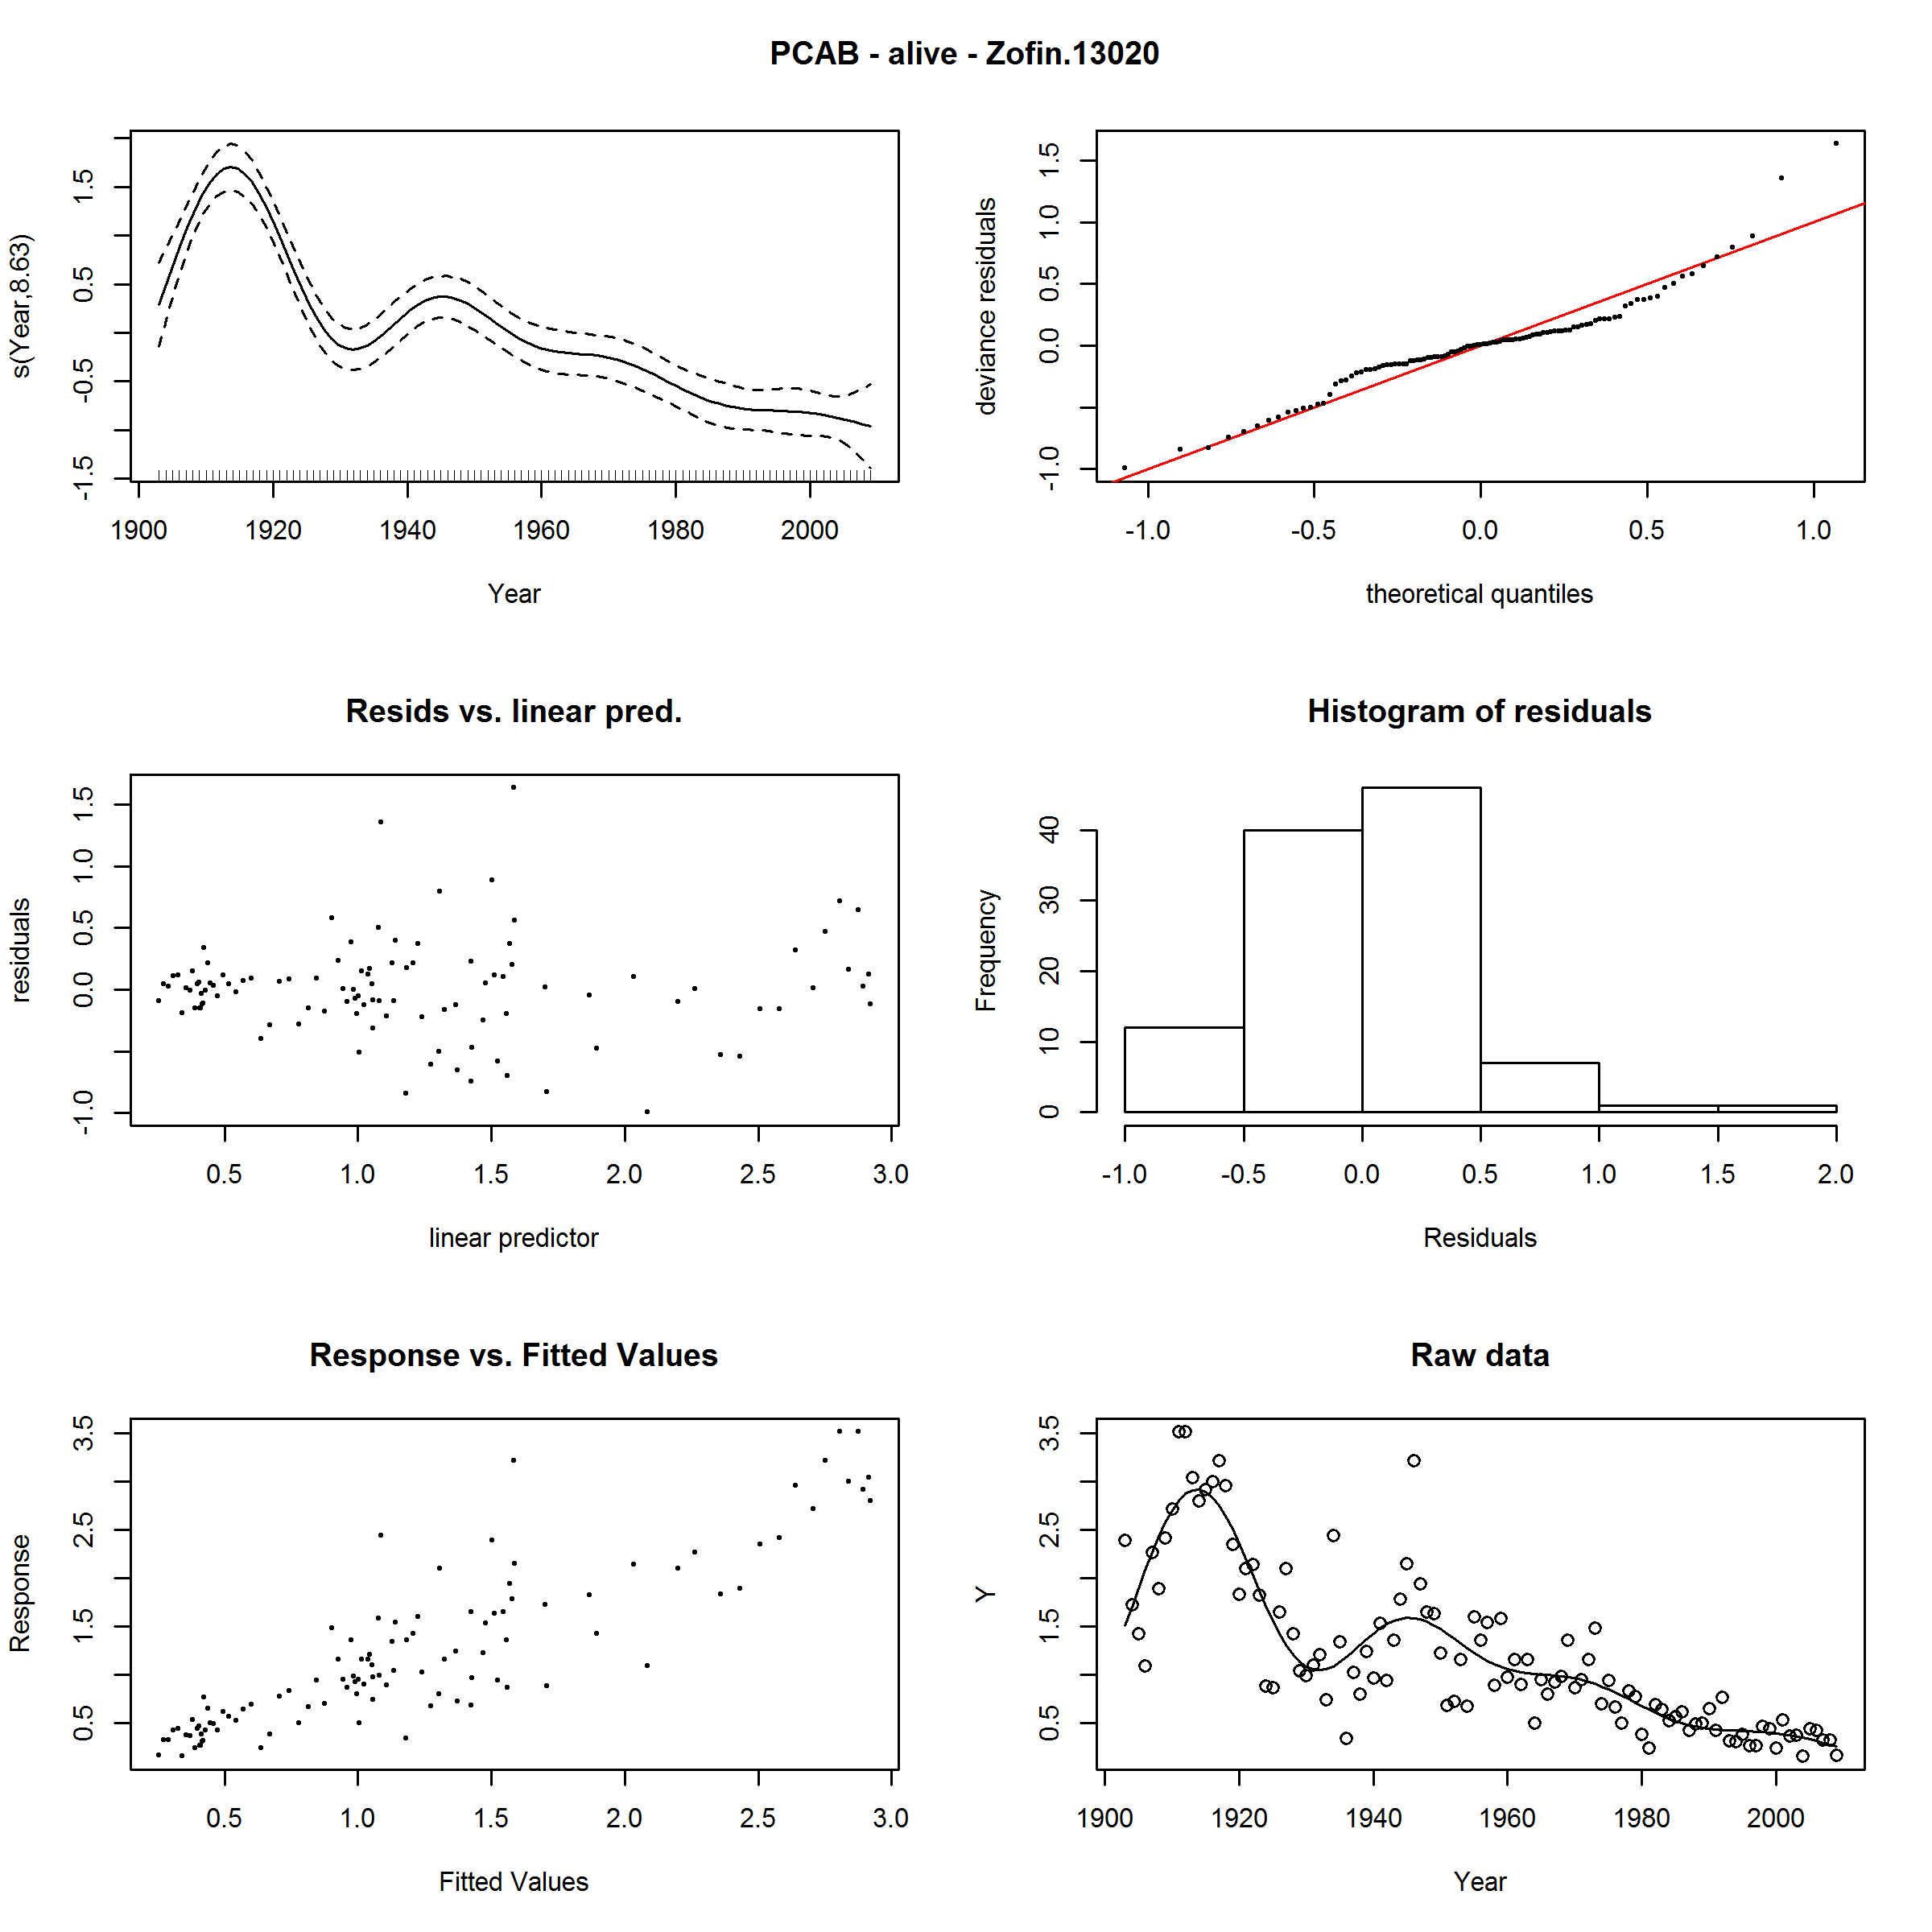 PCAB - alive - Zofin.13020
s(Year,8.63)
-1.5 -0.5 0.5 1.5
1900 1920 1940 1960 1980 2000
Year
deviance residuals
-1.0 0.0 0.5 1.0 1.5
-1.0 -0.5 0.0 0.5 1.0
theoretical quantiles
Resids vs. linear pred.
residuals
-1.0 0.0 0.5 1.0 1.5
0.5 1.0 1.5 2.0 2.5 3.0
linear predictor
Histogram of residuals
Frequency
0 10 20 30 40
-1.0 -0.5 0.0 0.5 1.0 1.5 2.0
Residuals
Response vs. Fitted Values
Response
0.5 1.5 2.5 3.5
0.5 1.0 1.5 2.0 2.5 3.0
Fitted Values
Raw data
Y
0.5 1.5 2.5 3.5
1900 1920 1940 1960 1980 2000
Year